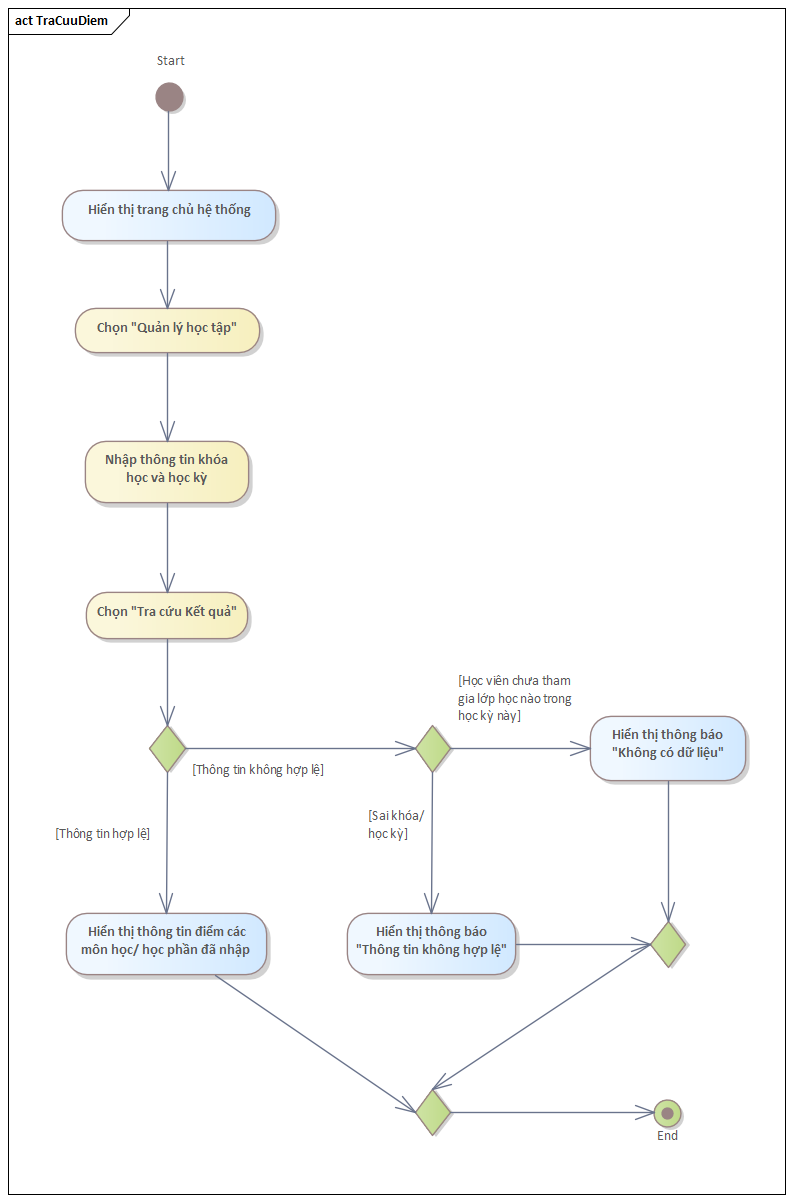 act TraCuuDiem
Start
Hiển thị trang chủ hệ thống
Chọn "Quản lý học tập"
Nhập thông tin khóa
học và học kỳ
Chọn "Tra cứu Kết quả"
[Học viên chưa tham
gia lớp học nào trong
học kỳ này]
Hiển thị thông báo
"Không có dữ liệu"
[Thông tin không hợp lệ]
[Sai khóa/
học kỳ]
[Thông tin hợp lệ]
Hiển thị thông tin điểm các
môn học/ học phần đã nhập
Hiển thị thông báo
"Thông tin không hợp lệ"
End